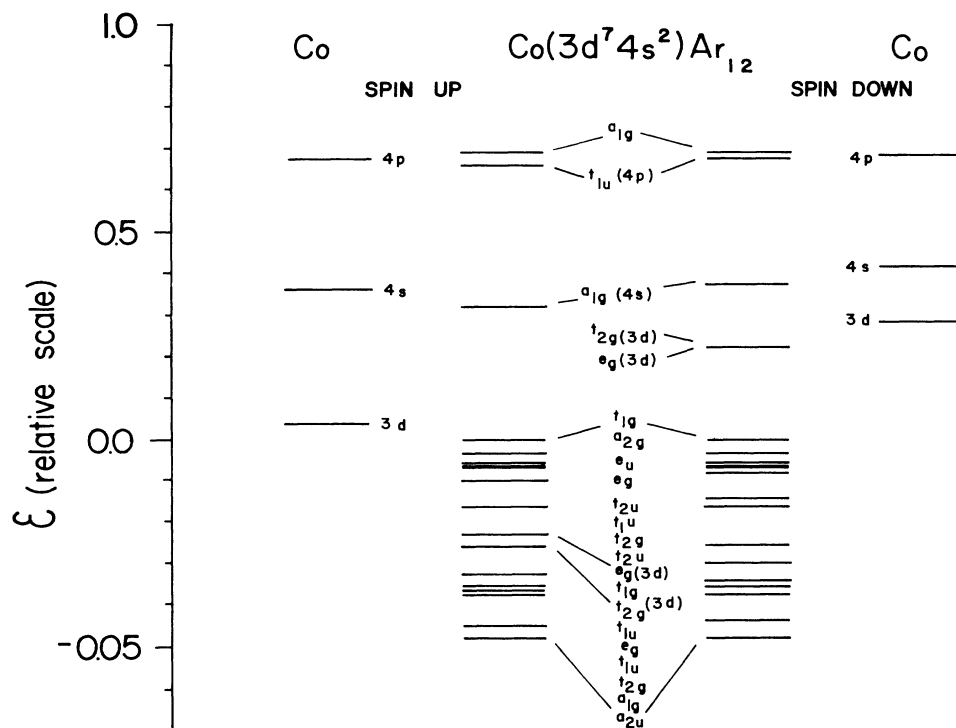 1.0
Co Co(3d⁷4s²)Ar₁₂ Co
SPIN UP SPIN DOWN
a₁g
4p 4p
t₁u (4p)
0.5
4s a₁g (4s) 4s
t₂g(3d) 3d
eg(3d)
ℰ (relative scale)
3d t₁g
0.0 a₂g
eu
eg
t₂u
t₁u
t₂g
t₂u
eg(3d)
t₁g
t₂g(3d)
t₁u
-0.05 eg
t₁u
t₂g
a₁g
a₂u